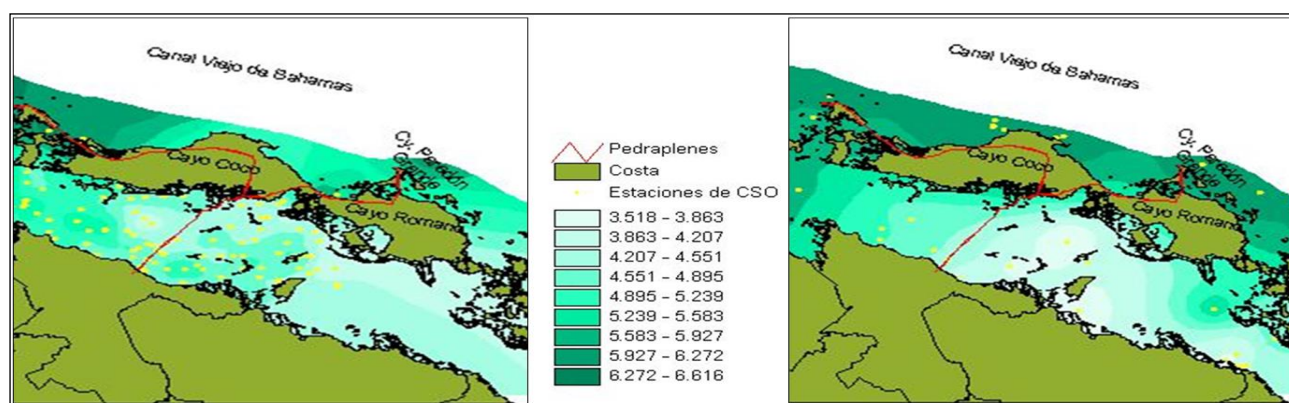 Canal Viejo de Bahamas
Cayo Coco
Cy. Paredón
Grande
Cayo Romano
Pedraplenes
Costa
Estaciones de CSO
3.518 - 3.863
3.863 - 4.207
4.207 - 4.551
4.551 - 4.895
4.895 - 5.239
5.239 - 5.583
5.583 - 5.927
5.927 - 6.272
6.272 - 6.616
Canal Viejo de Bahamas
Cayo Coco
Cy. Paredón
Grande
Cayo Romano